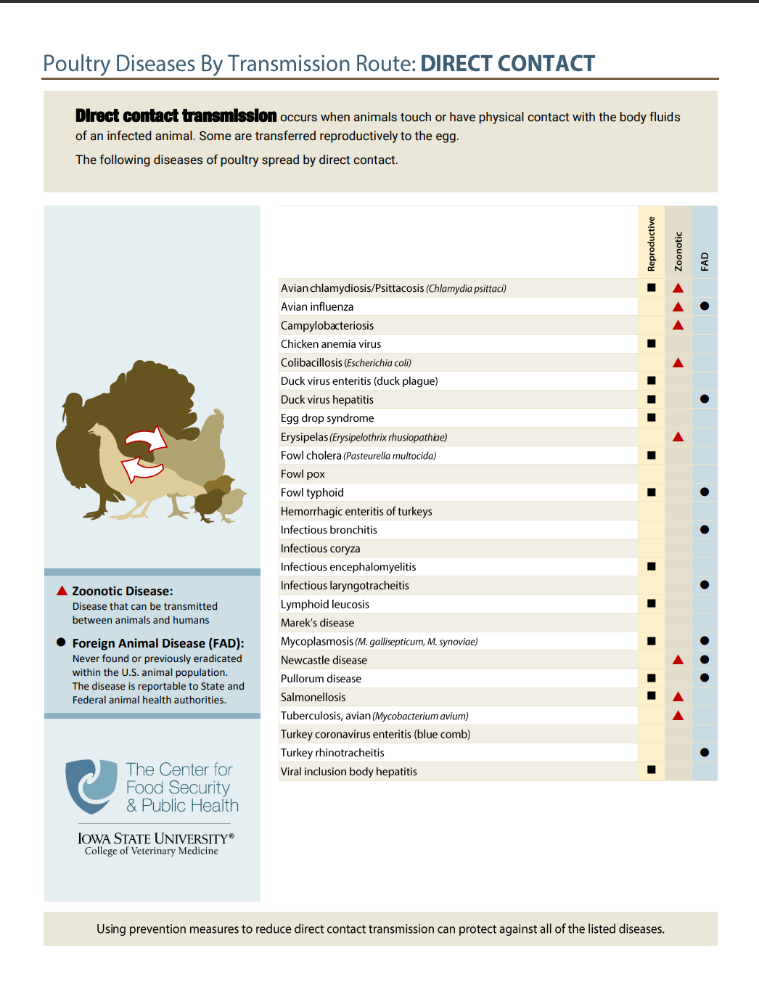 Poultry Diseases By Transmission Route: DIRECT CONTACT
Direct contact transmission occurs when animals touch or have physical contact with the body fluids
of an infected animal. Some are transferred reproductively to the egg.
The following diseases of poultry spread by direct contact.
Reproductive
Zoonotic
FAD
Avian chlamydiosis/Psittacosis (Chlamydia psittaci) ■ ▲
Avian influenza ▲ ●
Campylobacteriosis ▲
Chicken anemia virus ■
Colibacillosis (Escherichia coli) ▲
Duck virus enteritis (duck plague) ■
Duck virus hepatitis ■ ●
Egg drop syndrome ■
Erysipelas (Erysipelothrix rhusiopathiae) ▲
Fowl cholera (Pasteurella multocida) ■
Fowl pox
Fowl typhoid ■ ●
Hemorrhagic enteritis of turkeys
Infectious bronchitis ●
Infectious coryza
Infectious encephalomyelitis ■
Infectious laryngotracheitis ●
Lymphoid leucosis ■
Marek's disease
Mycoplasmosis (M. gallisepticum, M. synoviae) ■ ●
Newcastle disease ▲ ●
Pullorum disease ■ ●
Salmonellosis ■ ▲
Tuberculosis, avian (Mycobacterium avium) ▲
Turkey coronavirus enteritis (blue comb)
Turkey rhinotracheitis ●
Viral inclusion body hepatitis ■
▲ Zoonotic Disease:
Disease that can be transmitted
between animals and humans
● Foreign Animal Disease (FAD):
Never found or previously eradicated
within the U.S. animal population.
The disease is reportable to State and
Federal animal health authorities.
The Center for
Food Security
& Public Health
IOWA STATE UNIVERSITY®
College of Veterinary Medicine
Using prevention measures to reduce direct contact transmission can protect against all of the listed diseases.